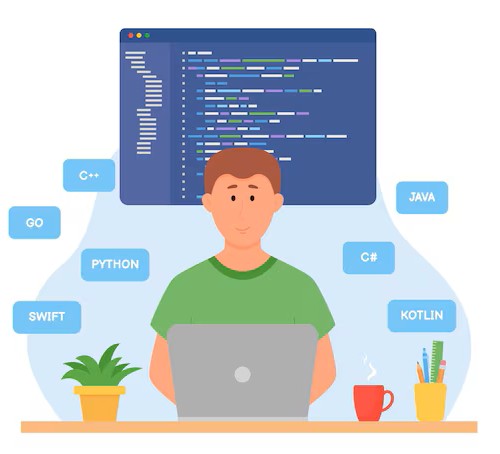 C++
JAVA
GO
C#
PYTHON
SWIFT
KOTLIN